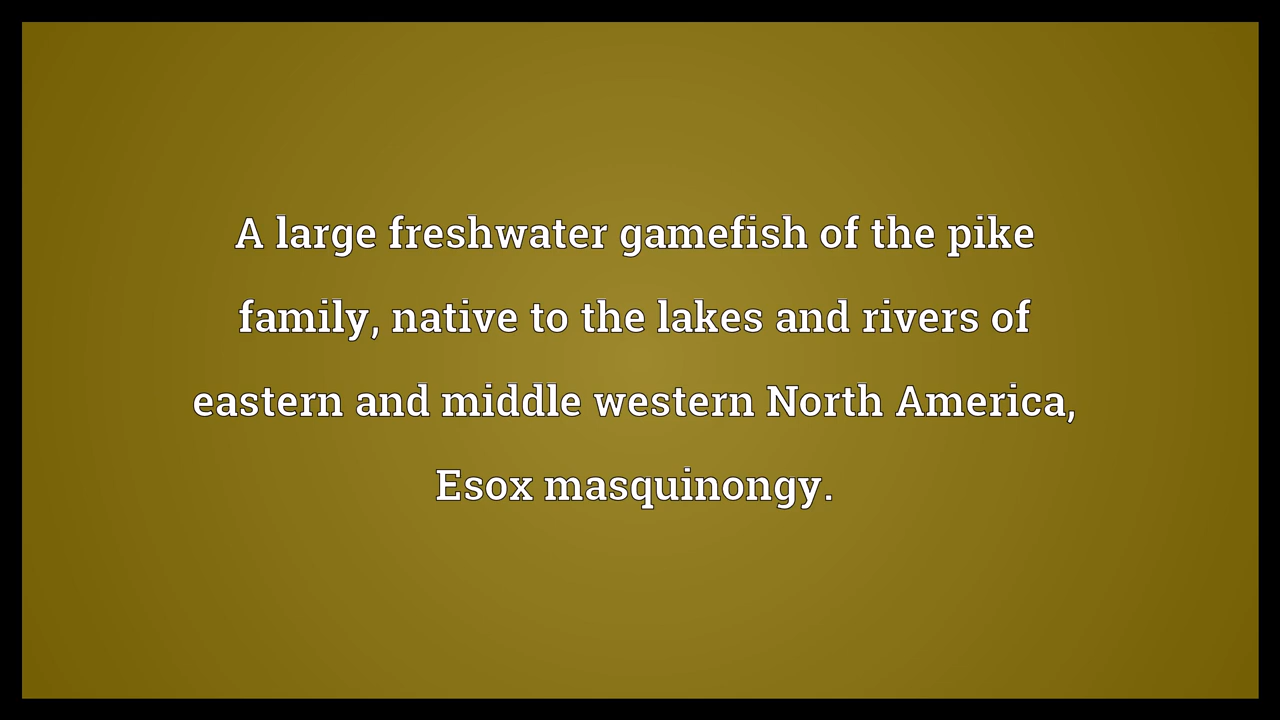 A large freshwater gamefish of the pike
family, native to the lakes and rivers of
eastern and middle western North America,
Esox masquinongy.